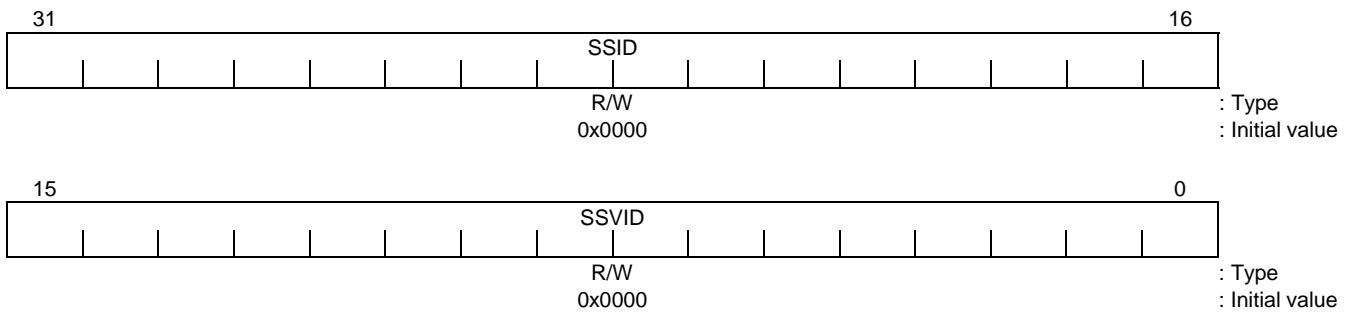 31 16
SSID
R/W : Type
0x0000 : Initial value
15 0
SSVID
R/W : Type
0x0000 : Initial value